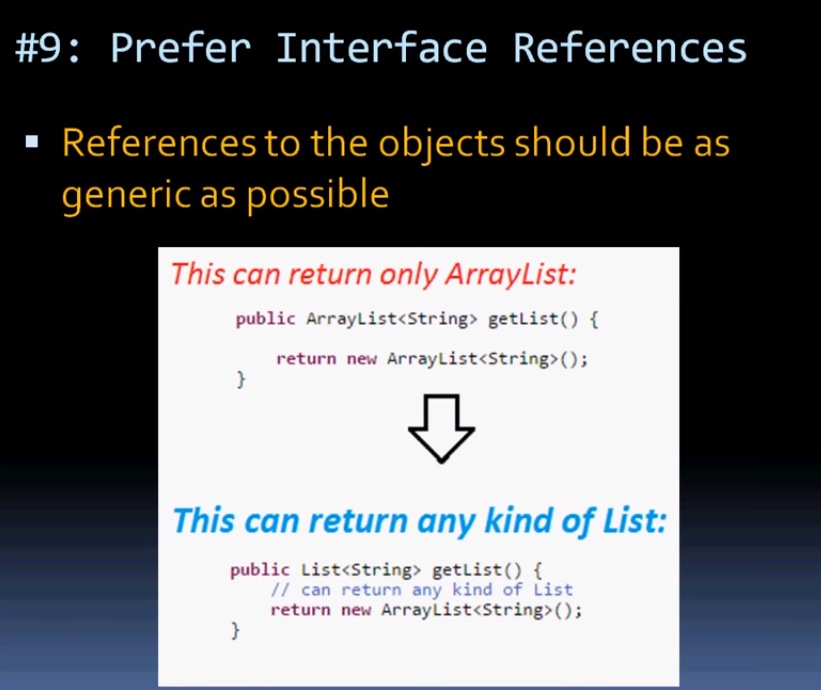 #9: Prefer Interface References
▪ References to the objects should be as
generic as possible
This can return only ArrayList:
public ArrayList<String> getList() {
return new ArrayList<String>();
}
This can return any kind of List:
public List<String> getList() {
// can return any kind of List
return new ArrayList<String>();
}